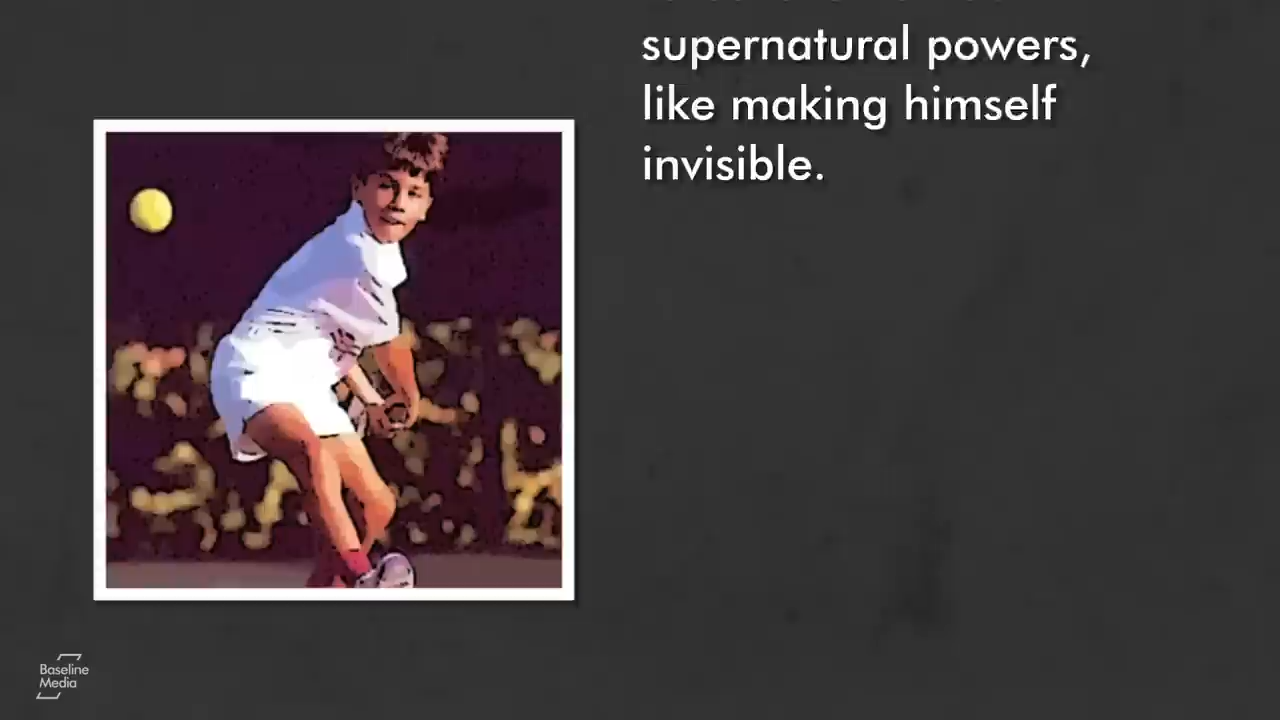 supernatural powers,
like making himself
invisible.
Baseline
Media